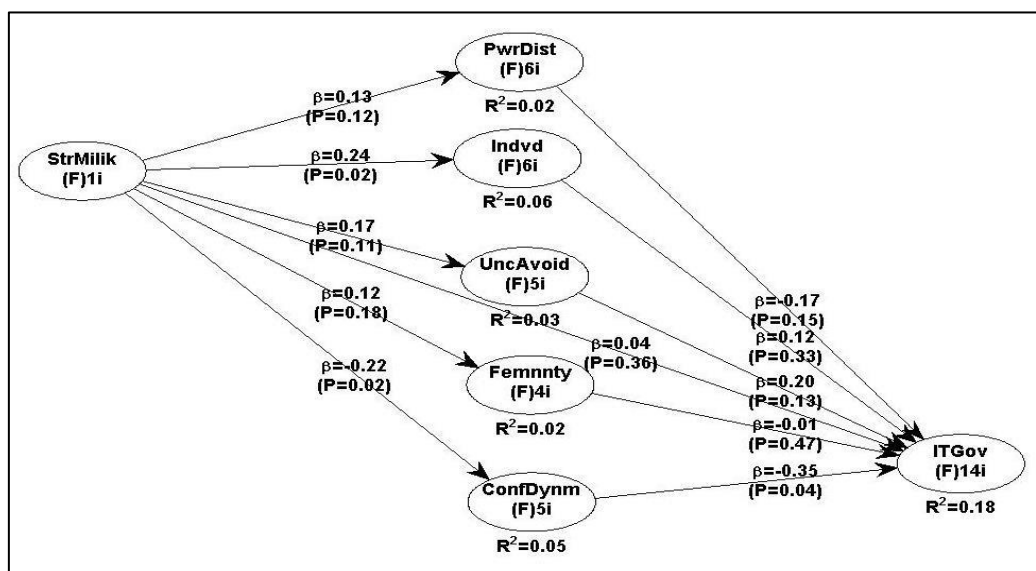 PwrDist
(F)6i
R²=0.02
β=0.13
(P=0.12)
StrMilik
(F)1i
β=0.24
(P=0.02)
Indvd
(F)6i
R²=0.06
β=0.17
(P=0.11)
UncAvoid
(F)5i
R²=0.03
β=0.12
(P=0.18)
β=0.04
(P=0.36)
Femnnty
(F)4i
R²=0.02
β=-0.22
(P=0.02)
ConfDynm
(F)5i
R²=0.05
β=-0.17
(P=0.15)
β=0.12
(P=0.33)
β=0.20
(P=0.13)
β=-0.01
(P=0.47)
β=-0.35
(P=0.04)
ITGov
(F)14i
R²=0.18